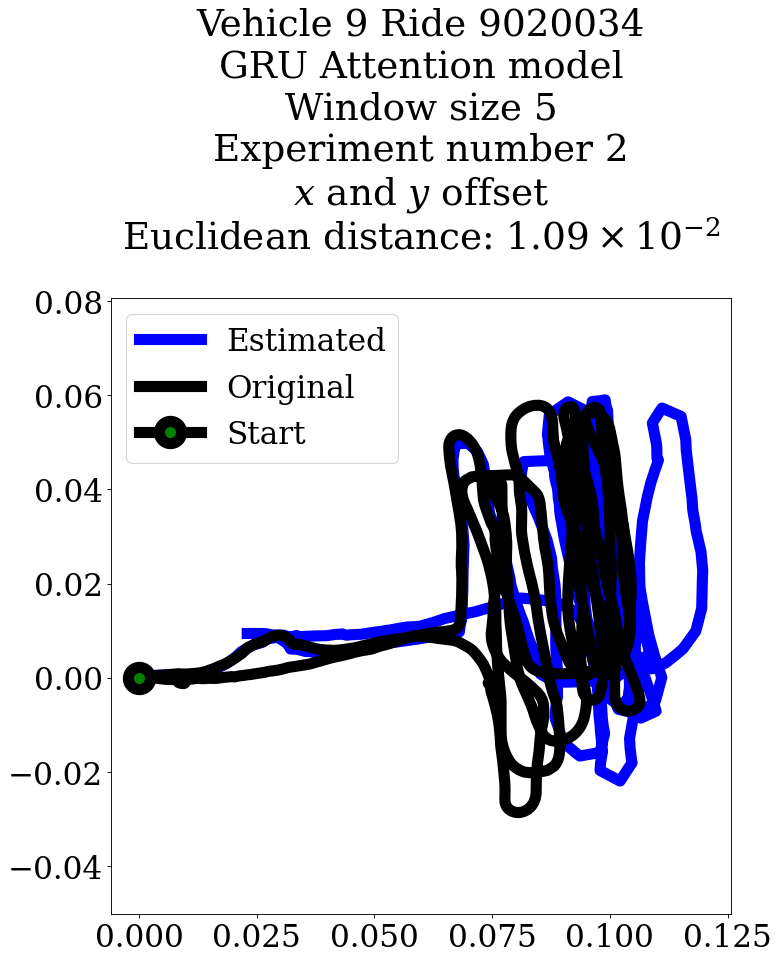 Vehicle 9 Ride 9020034
GRU Attention model
Window size 5
Experiment number 2
x and y offset
Euclidean distance: 1.09 × 10⁻²
0.08
0.06
0.04
0.02
0.00
−0.02
−0.04
Estimated
Original
Start
0.000 0.025 0.050 0.075 0.100 0.125